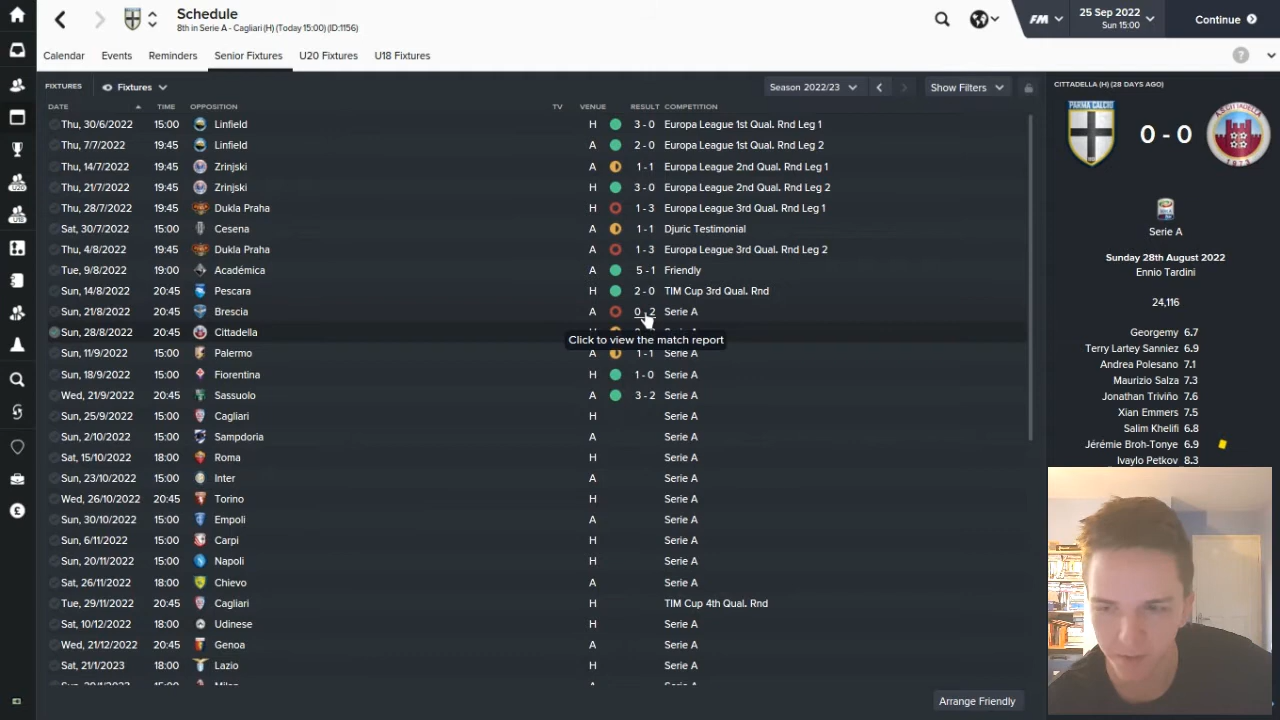 Schedule
8th in Serie A - Cagliari (H) (Today 15:00) (ID:1156)
FM
25 Sep 2022
Sun 15:00
Continue
Calendar
Events
Reminders
Senior Fixtures
U20 Fixtures
U18 Fixtures
FIXTURES
Fixtures
Season 2022/23
Show Filters
DATE TIME OPPOSITION TV VENUE RESULT COMPETITION
Thu, 30/6/2022 15:00 Linfield H 3 - 0 Europa League 1st Qual. Rnd Leg 1
Thu, 7/7/2022 19:45 Linfield A 2 - 0 Europa League 1st Qual. Rnd Leg 2
Thu, 14/7/2022 19:45 Zrinjski A 1 - 1 Europa League 2nd Qual. Rnd Leg 1
Thu, 21/7/2022 19:45 Zrinjski H 3 - 0 Europa League 2nd Qual. Rnd Leg 2
Thu, 28/7/2022 19:45 Dukla Praha H 1 - 3 Europa League 3rd Qual. Rnd Leg 1
Sat, 30/7/2022 15:00 Cesena A 1 - 1 Djuric Testimonial
Thu, 4/8/2022 19:45 Dukla Praha A 1 - 3 Europa League 3rd Qual. Rnd Leg 2
Tue, 9/8/2022 19:00 Académica A 5 - 1 Friendly
Sun, 14/8/2022 20:45 Pescara H 2 - 0 TIM Cup 3rd Qual. Rnd
Sun, 21/8/2022 20:45 Brescia A 0 - 2 Serie A
Sun, 28/8/2022 20:45 Cittadella
Click to view the match report
Sun, 11/9/2022 15:00 Palermo A 1 - 1 Serie A
Sun, 18/9/2022 15:00 Fiorentina H 1 - 0 Serie A
Wed, 21/9/2022 20:45 Sassuolo A 3 - 2 Serie A
Sun, 25/9/2022 15:00 Cagliari H Serie A
Sun, 2/10/2022 15:00 Sampdoria A Serie A
Sat, 15/10/2022 18:00 Roma H Serie A
Sun, 23/10/2022 15:00 Inter A Serie A
Wed, 26/10/2022 20:45 Torino H Serie A
Sun, 30/10/2022 15:00 Empoli A Serie A
Sun, 6/11/2022 15:00 Carpi H Serie A
Sun, 20/11/2022 15:00 Napoli H Serie A
Sat, 26/11/2022 18:00 Chievo A Serie A
Tue, 29/11/2022 20:45 Cagliari H TIM Cup 4th Qual. Rnd
Sat, 10/12/2022 18:00 Udinese H Serie A
Wed, 21/12/2022 20:45 Genoa A Serie A
Sat, 21/1/2023 18:00 Lazio H Serie A
Arrange Friendly
CITTADELLA (H) (28 DAYS AGO)
PARMA CALCIO
0 - 0
A.S. CITTADELLA
1973
Serie A
Sunday 28th August 2022
Ennio Tardini
24,116
Georgemy 6.7
Terry Lartey Sanniez 6.9
Andrea Polesano 7.1
Maurizio Salza 7.3
Jonathan Triviño 7.6
Xian Emmers 7.5
Salim Khelifi 6.8
Jérémie Broh-Tonye 6.9
Ivaylo Petkov 8.3